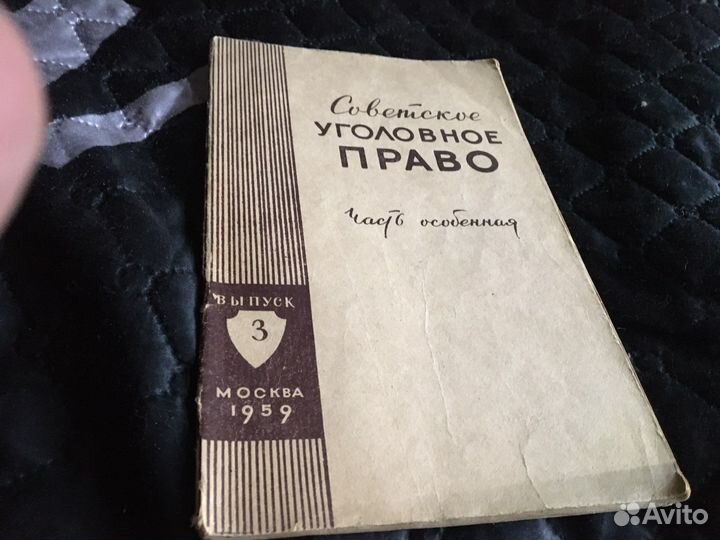 Советское
УГОЛОВНОЕ
ПРАВО
Часть особенная
ВЫПУСК
3
МОСКВА
1959
Avito